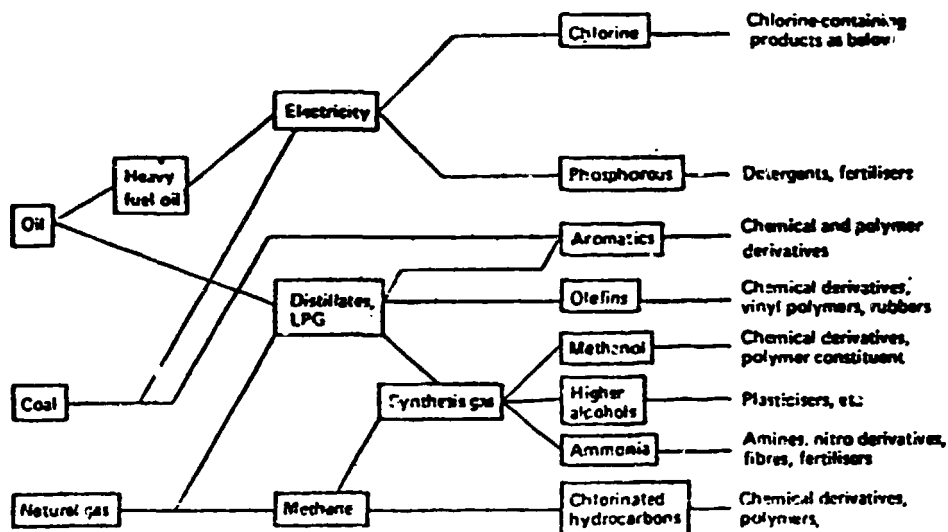 Chlorine
Chlorine-containing
products as below
Electricity
Heavy
fuel oil
Phosphorous
Detergents, fertilisers
Oil
Aromatics
Chemical and polymer
derivatives
Distillates,
LPG
Olefins
Chemical derivatives,
vinyl polymers, rubbers
Methanol
Chemical derivatives,
polymer constituent
Coal
Synthesis gas
Higher
alcohols
Plasticisers, etc
Ammonia
Amines, nitro derivatives,
fibres, fertilisers
Natural gas
Methane
Chlorinated
hydrocarbons
Chemical derivatives,
polymers,